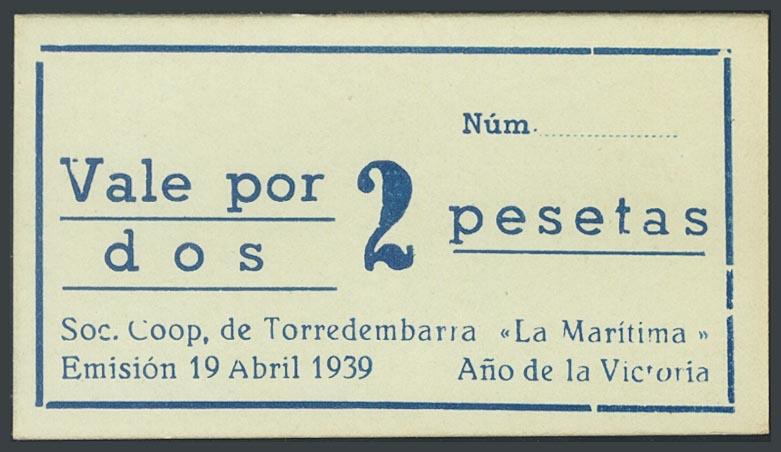 Núm.
Vale por 2 pesetas
dos
Soc. Coop. de Torredembarra «La Marítima»
Emisión 19 Abril 1939 Año de la Victoria